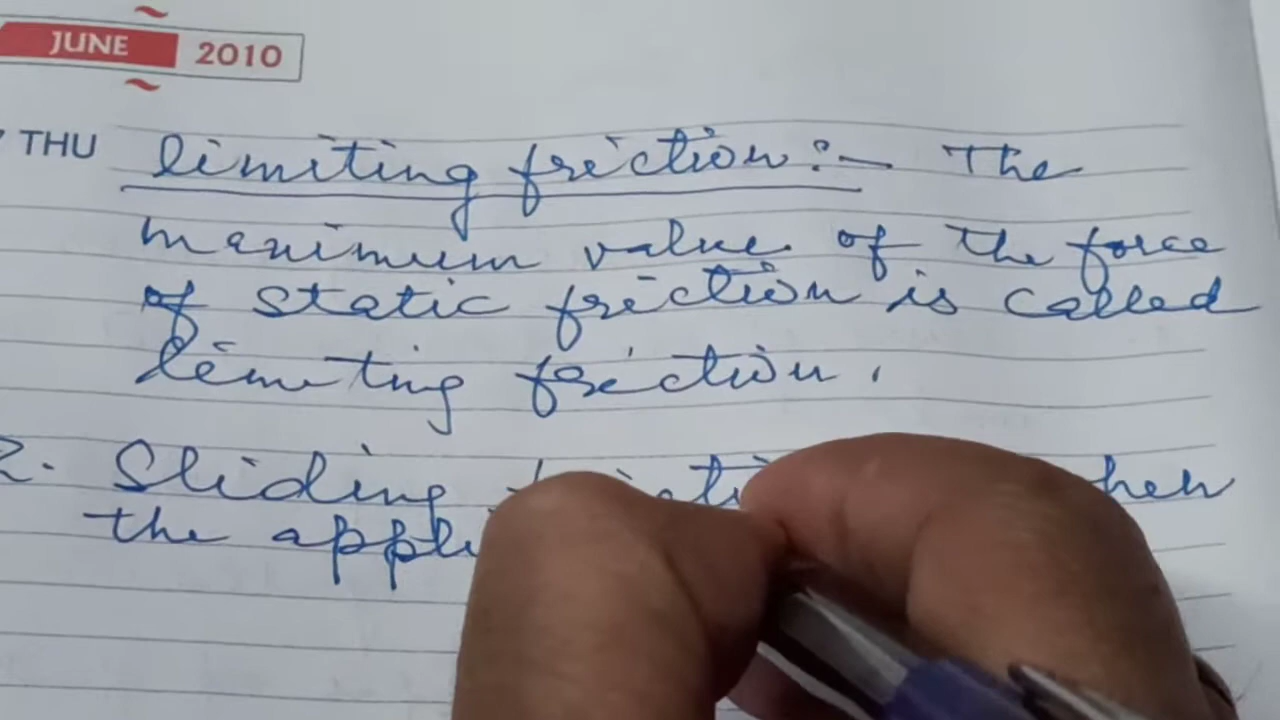 JUNE 2010
THU
limiting friction :- The
maximum value of the force
of static friction is called
limiting friction.
2. Sliding
the